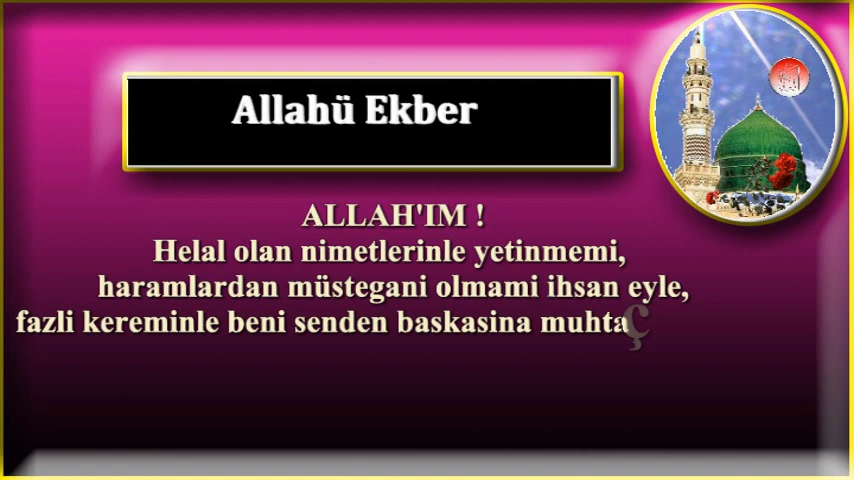 Allahü Ekber
ALLAH'IM !
Helal olan nimetlerinle yetinmemi,
haramlardan müstegani olmami ihsan eyle,
fazli kereminle beni senden baskasina muhtaç